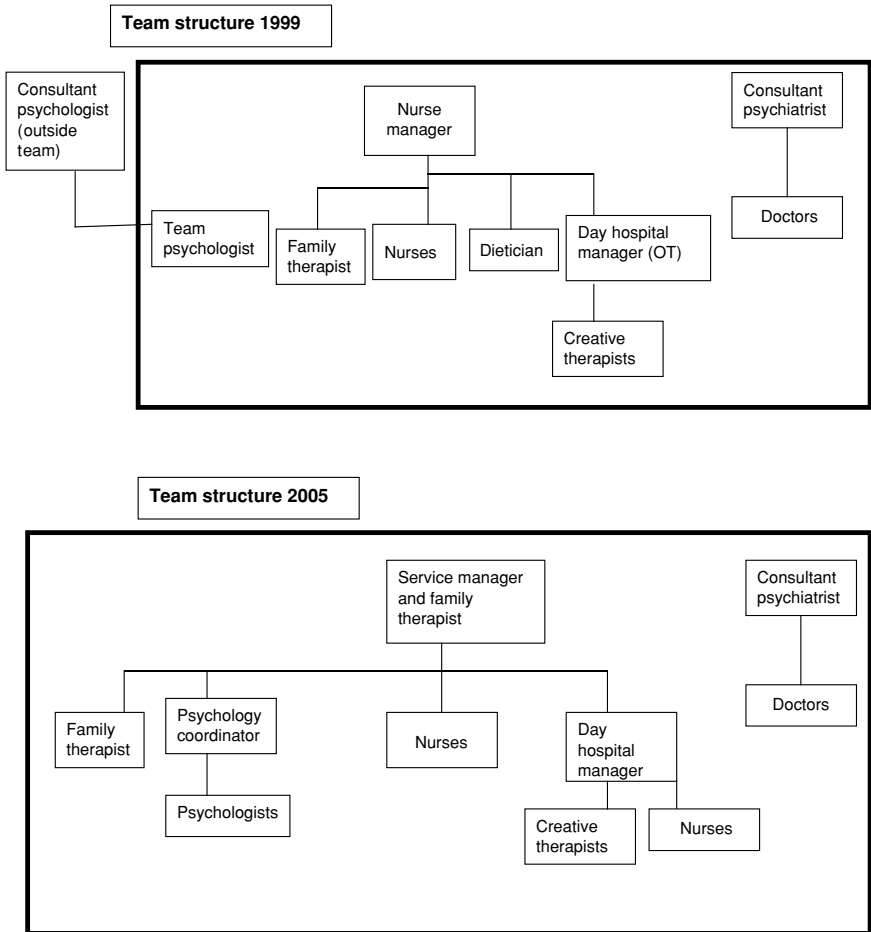 Team structure 1999
Consultant
psychologist
(outside
team)
Nurse
manager
Consultant
psychiatrist
Team
psychologist
Family
therapist
Nurses
Dietician
Day hospital
manager (OT)
Doctors
Creative
therapists
Team structure 2005
Service manager
and family
therapist
Consultant
psychiatrist
Family
therapist
Psychology
coordinator
Nurses
Day
hospital
manager
Doctors
Psychologists
Creative
therapists
Nurses